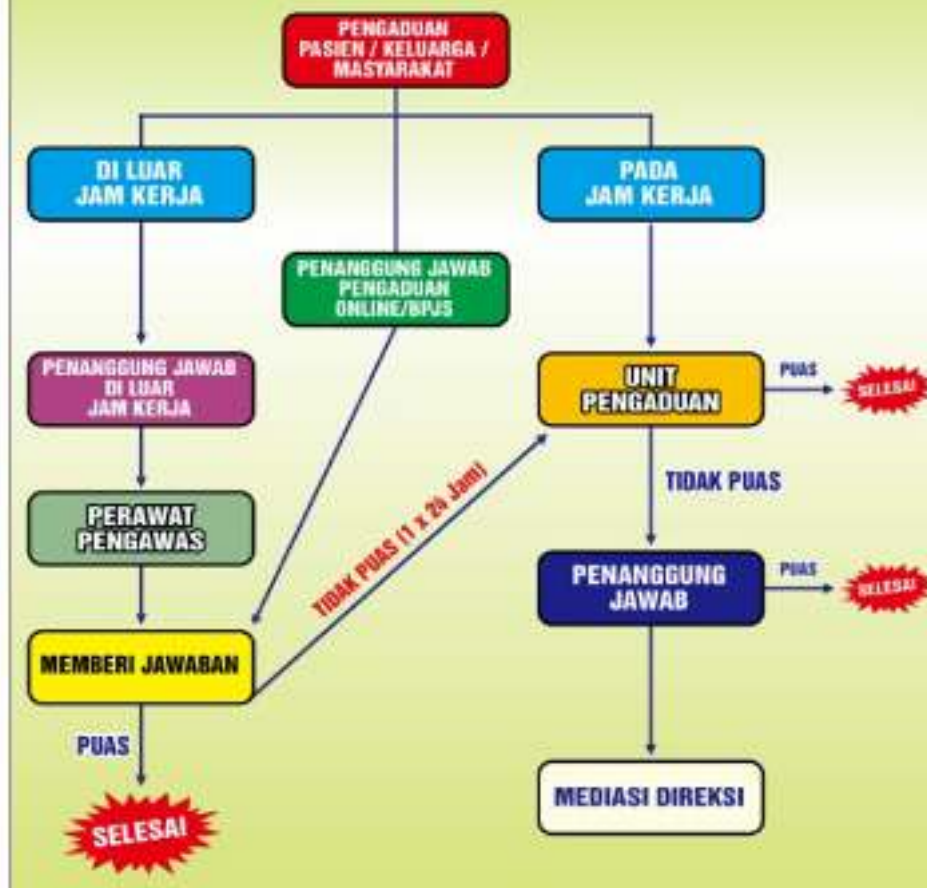 PENGADUAN
PASIEN / KELUARGA /
MASYARAKAT
DI LUAR
JAM KERJA
PADA
JAM KERJA
PENANGGUNG JAWAB
PENGADUAN
ONLINE/BPJS
PENANGGUNG JAWAB
DI LUAR
JAM KERJA
UNIT
PENGADUAN
PUAS
SELESAI
TIDAK PUAS
PERAWAT
PENGAWAS
TIDAK PUAS (1 x 24 Jam)
PENANGGUNG
JAWAB
PUAS
SELESAI
MEMBERI JAWABAN
PUAS
SELESAI
MEDIASI DIREKSI